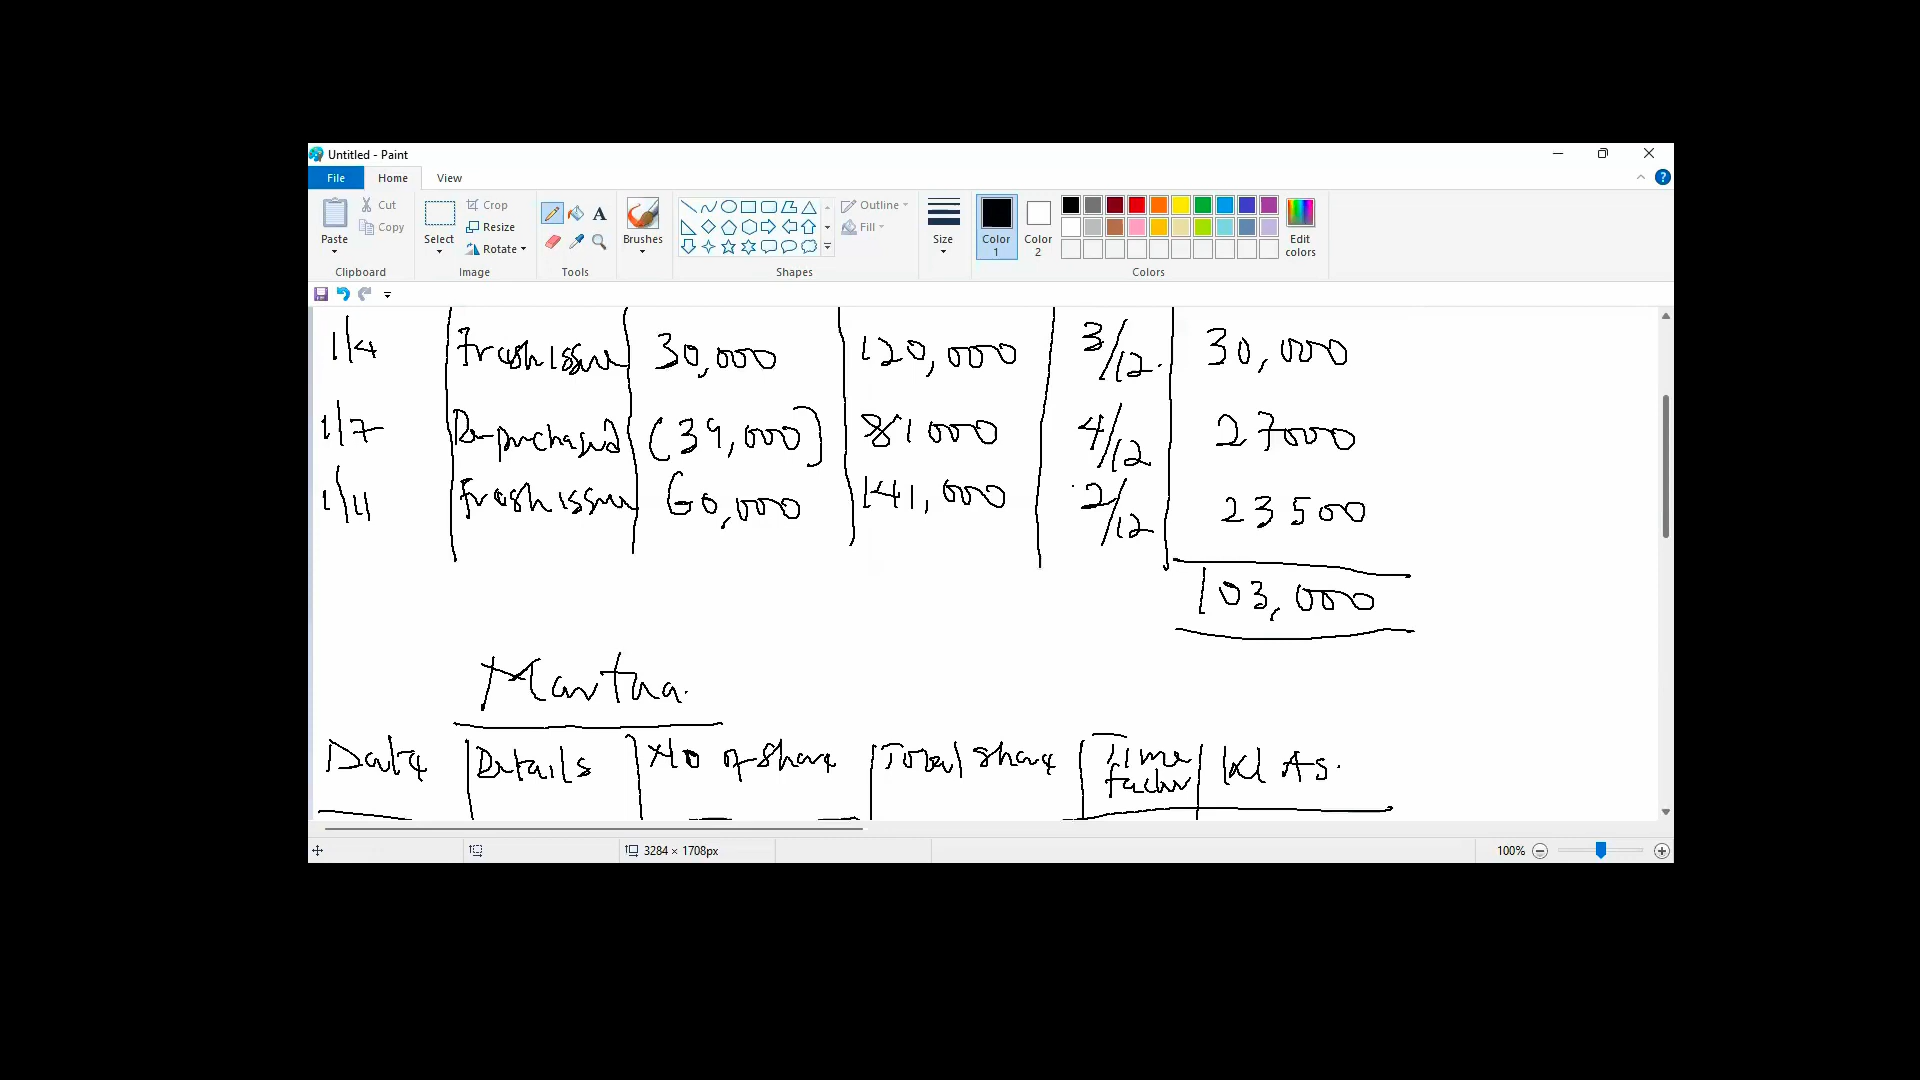 Untitled - Paint
File Home View
Paste Cut Copy Clipboard
Select Crop Resize Rotate Image
Tools
Brushes
Shapes Outline Fill
Size
Color 1 Color 2 Edit colors
Colors
1/4 Fresh issue 30,000 120,000 3/12. 30,000
1/7 Re-purchased (39,000) 81000 4/12 27000
1/11 Fresh issue 60,000 141,000 2/12 23500
103,000
Martha.
Date Details No of share Total share Time factor WAS.
3284 × 1708px 100%